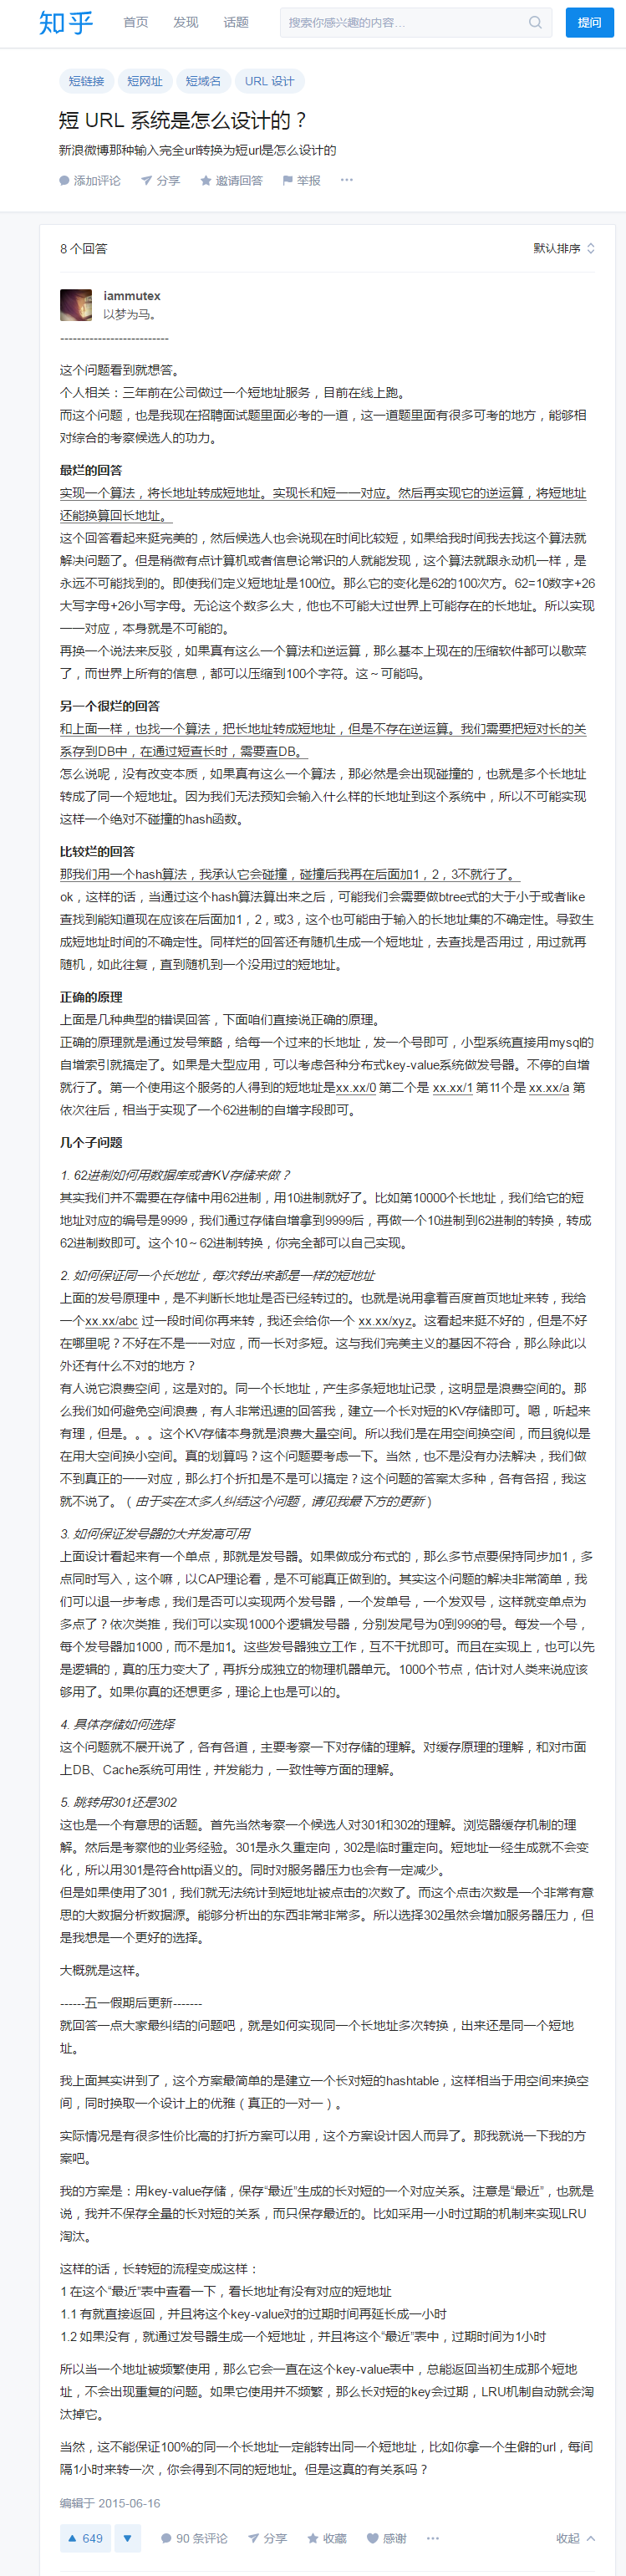 知乎 首页 发现 话题 搜索你感兴趣的内容... 提问
短链接 短网址 短域名 URL 设计
短 URL 系统是怎么设计的？
新浪微博那种输入完全url转换为短url是怎么设计的
添加评论 分享 邀请回答 举报 ···
8 个回答 默认排序
iammutex
以梦为马。
--------------------------
这个问题看到就想答。
个人相关：三年前在公司做过一个短地址服务，目前在线上跑。
而这个问题，也是我现在招聘面试题里面必考的一道，这一道题里面有很多可考的地方，能够相
对综合的考察候选人的功力。
最烂的回答
实现一个算法，将长地址转成短地址。实现长和短一一对应。然后再实现它的逆运算，将短地址
还能换算回长地址。
这个回答看起来挺完美的，然后候选人也会说现在时间比较短，如果给我时间我去找这个算法就
解决问题了。但是稍微有点计算机或者信息论常识的人就能发现，这个算法就跟永动机一样，是
永远不可能找到的。即使我们定义短地址是100位。那么它的变化是62的100次方。62=10数字+26
大写字母+26小写字母。无论这个数多么大，他也不可能大过世界上可能存在的长地址。所以实现
一一对应，本身就是不可能的。
再换一个说法来反驳，如果真有这么一个算法和逆运算，那么基本上现在的压缩软件都可以歇菜
了，而世界上所有的信息，都可以压缩到100个字符。这～可能吗。
另一个很烂的回答
和上面一样，也找一个算法，把长地址转成短地址，但是不存在逆运算。我们需要把短对长的关
系存到DB中，在通过短查长时，需要查DB。
怎么说呢，没有改变本质，如果真有这么一个算法，那必然是会出现碰撞的，也就是多个长地址
转成了同一个短地址。因为我们无法预知会输入什么样的长地址到这个系统中，所以不可能实现
这样一个绝对不碰撞的hash函数。
比较烂的回答
那我们用一个hash算法，我承认它会碰撞，碰撞后我再在后面加1，2，3不就行了。
ok，这样的话，当通过这个hash算法算出来之后，可能我们会需要做btree式的大于小于或者like
查找到能知道现在应该在后面加1，2，或3，这个也可能由于输入的长地址集的不确定性。导致生
成短地址时间的不确定性。同样烂的回答还有随机生成一个短地址，去查找是否用过，用过就再
随机，如此往复，直到随机到一个没用过的短地址。
正确的原理
上面是几种典型的错误回答，下面咱们直接说正确的原理。
正确的原理就是通过发号策略，给每一个过来的长地址，发一个号即可，小型系统直接用mysql的
自增索引就搞定了。如果是大型应用，可以考虑各种分布式key-value系统做发号器。不停的自增
就行了。第一个使用这个服务的人得到的短地址是xx.xx/0 第二个是 xx.xx/1 第11个是 xx.xx/a 第
依次往后，相当于实现了一个62进制的自增字段即可。
几个子问题
1. 62进制如何用数据库或者KV存储来做？
其实我们并不需要在存储中用62进制，用10进制就好了。比如第10000个长地址，我们给它的短
地址对应的编号是9999，我们通过存储自增拿到9999后，再做一个10进制到62进制的转换，转成
62进制数即可。这个10～62进制转换，你完全都可以自己实现。
2. 如何保证同一个长地址，每次转出来都是一样的短地址
上面的发号原理中，是不判断长地址是否已经转过的。也就是说用拿着百度首页地址来转，我给
一个xx.xx/abc 过一段时间你再来转，我还会给你一个 xx.xx/xyz。这看起来挺不好的，但是不好
在哪里呢？不好在不是一一对应，而一长对多短。这与我们完美主义的基因不符合，那么除此以
外还有什么不对的地方？
有人说它浪费空间，这是对的。同一个长地址，产生多条短地址记录，这明显是浪费空间的。那
么我们如何避免空间浪费，有人非常迅速的回答我，建立一个长对短的KV存储即可。嗯，听起来
有理，但是。。。这个KV存储本身就是浪费大量空间。所以我们是在用空间换空间，而且貌似是
在用大空间换小空间。真的划算吗？这个问题要考虑一下。当然，也不是没有办法解决，我们做
不到真正的一一对应，那么打个折扣是不是可以搞定？这个问题的答案太多种，各有各招，我这
就不说了。（由于实在太多人纠结这个问题，请见我最下方的更新）
3. 如何保证发号器的大并发高可用
上面设计看起来有一个单点，那就是发号器。如果做成分布式的，那么多节点要保持同步加1，多
点同时写入，这个嘛，以CAP理论看，是不可能真正做到的。其实这个问题的解决非常简单，我
们可以退一步考虑，我们是否可以实现两个发号器，一个发单号，一个发双号，这样就变单点为
多点了？依次类推，我们可以实现1000个逻辑发号器，分别发尾号为0到999的号。每发一个号，
每个发号器加1000，而不是加1。这些发号器独立工作，互不干扰即可。而且在实现上，也可以先
是逻辑的，真的压力变大了，再拆分成独立的物理机器单元。1000个节点，估计对人类来说应该
够用了。如果你真的还想更多，理论上也是可以的。
4. 具体存储如何选择
这个问题就不展开说了，各有各道，主要考察一下对存储的理解。对缓存原理的理解，和对市面
上DB、Cache系统可用性，并发能力，一致性等方面的理解。
5. 跳转用301还是302
这也是一个有意思的话题。首先当然考察一个候选人对301和302的理解。浏览器缓存机制的理
解。然后是考察他的业务经验。301是永久重定向，302是临时重定向。短地址一经生成就不会变
化，所以用301是符合http语义的。同时对服务器压力也会有一定减少。
但是如果使用了301，我们就无法统计到短地址被点击的次数了。而这个点击次数是一个非常有意
思的大数据分析数据源。能够分析出的东西非常非常多。所以选择302虽然会增加服务器压力，但
是我想是一个更好的选择。
大概就是这样。
------五一假期后更新-------
就回答一点大家最纠结的问题吧，就是如何实现同一个长地址多次转换，出来还是同一个短地
址。
我上面其实讲到了，这个方案最简单的是建立一个长对短的hashtable，这样相当于用空间来换空
间，同时换取一个设计上的优雅（真正的一对一）。
实际情况是有很多性价比高的打折方案可以用，这个方案设计因人而异了。那我就说一下我的方
案吧。
我的方案是：用key-value存储，保存“最近”生成的长对短的一个对应关系。注意是“最近”，也就是
说，我并不保存全量的长对短的关系，而只保存最近的。比如采用一小时过期的机制来实现LRU
淘汰。
这样的话，长转短的流程变成这样：
1 在这个“最近”表中查看一下，看长地址有没有对应的短地址
1.1 有就直接返回，并且将这个key-value对的过期时间再延长成一小时
1.2 如果没有，就通过发号器生成一个短地址，并且将这个“最近”表中，过期时间为1小时
所以当一个地址被频繁使用，那么它会一直在这个key-value表中，总能返回当初生成那个短地
址，不会出现重复的问题。如果它使用并不频繁，那么长对短的key会过期，LRU机制自动就会淘
汰掉它。
当然，这不能保证100%的同一个长地址一定能转出同一个短地址，比如你拿一个生僻的url，每间
隔1小时来转一次，你会得到不同的短地址。但是这真的有关系吗？
编辑于 2015-06-16
649 90 条评论 分享 收藏 感谢 ··· 收起